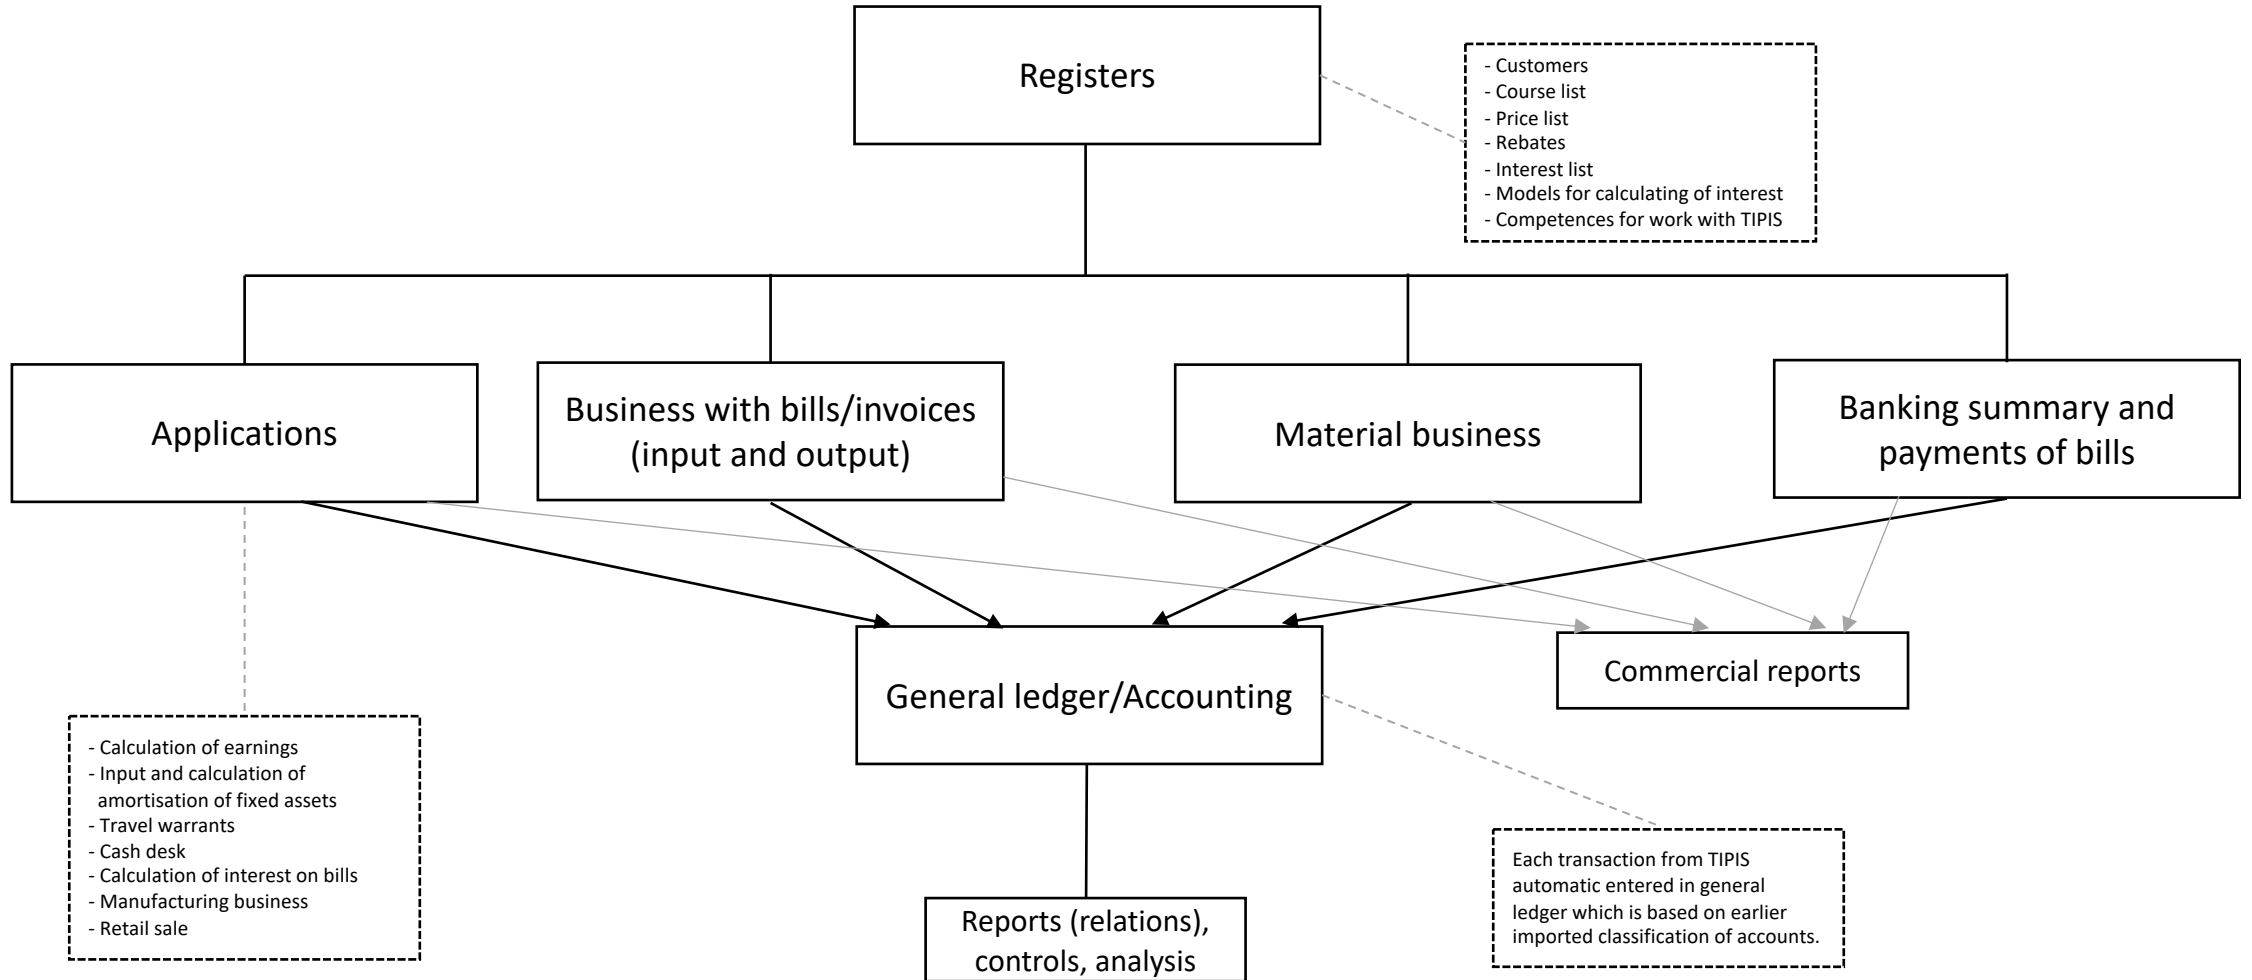 Registers
- Customers
- Course list
- Price list
- Rebates
- Interest list
- Models for calculating of interest
- Competences for work with TIPIS
Applications
Business with bills/invoices
(input and output)
Material business
Banking summary and
payments of bills
General ledger/Accounting
Commercial reports
- Calculation of earnings
- Input and calculation of
amortisation of fixed assets
- Travel warrants
- Cash desk
- Calculation of interest on bills
- Manufacturing business
- Retail sale
Each transaction from TIPIS
automatic entered in general
ledger which is based on earlier
imported classification of accounts.
Reports (relations),
controls, analysis